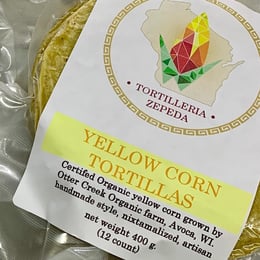 · TORTILLERIA ·
ZEPEDA
YELLOW CORN
TORTILLAS
Certifed Organic yellow corn grown by
Otter Creek Organic farm, Avoca, WI.
handmade style, nixtamalized, artisan
net weight 400 g.
(12 count)